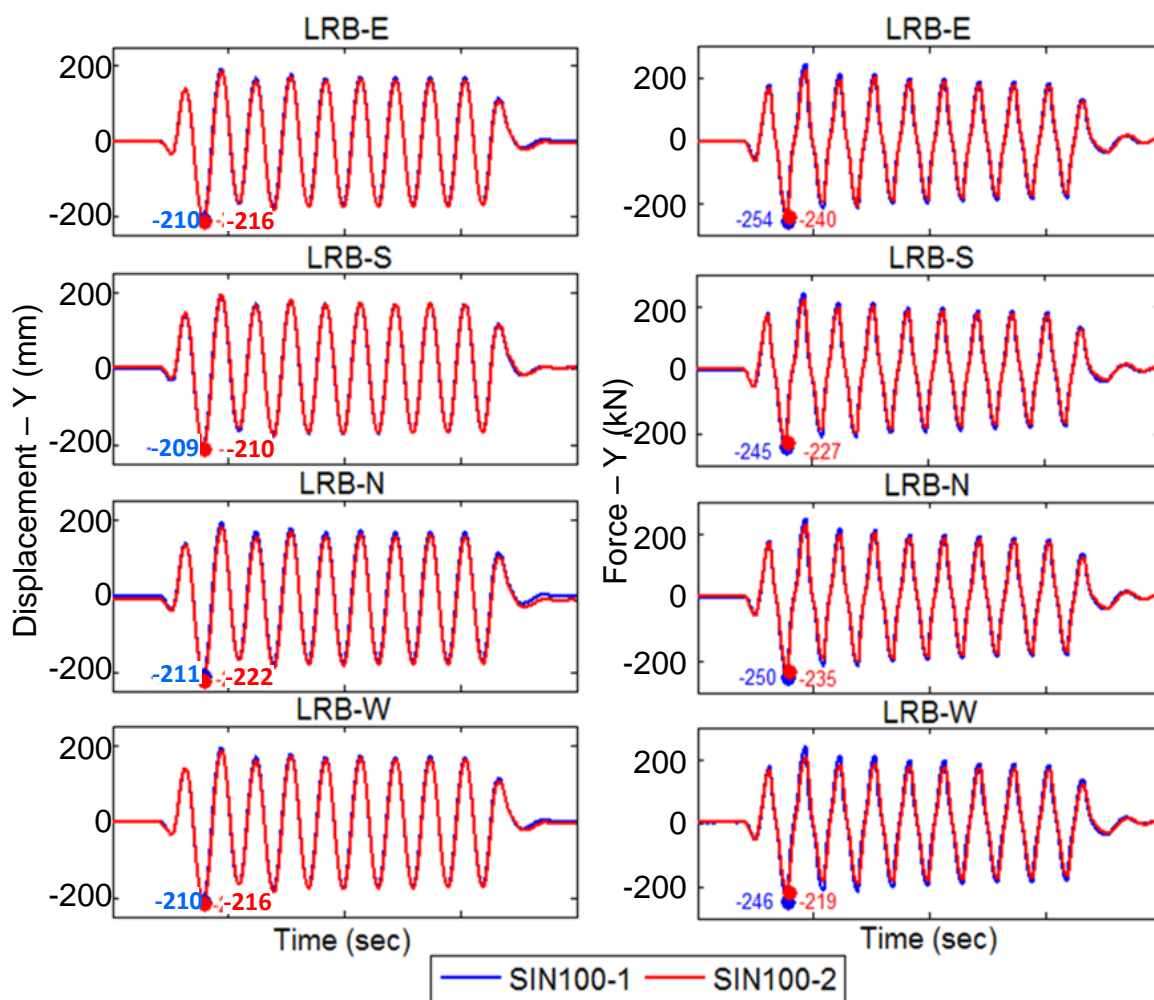 LRB-E
200
0
-200
-210
-216
LRB-S
200
0
-200
-209
-210
LRB-N
200
0
-200
-211
-222
LRB-W
200
0
-200
-210
-216
Displacement – Y (mm)
Time (sec)
LRB-E
200
0
-200
-254
-240
LRB-S
200
0
-200
-245
-227
LRB-N
200
0
-200
-250
-235
LRB-W
200
0
-200
-246
-219
Force – Y (kN)
Time (sec)
SIN100-1
SIN100-2